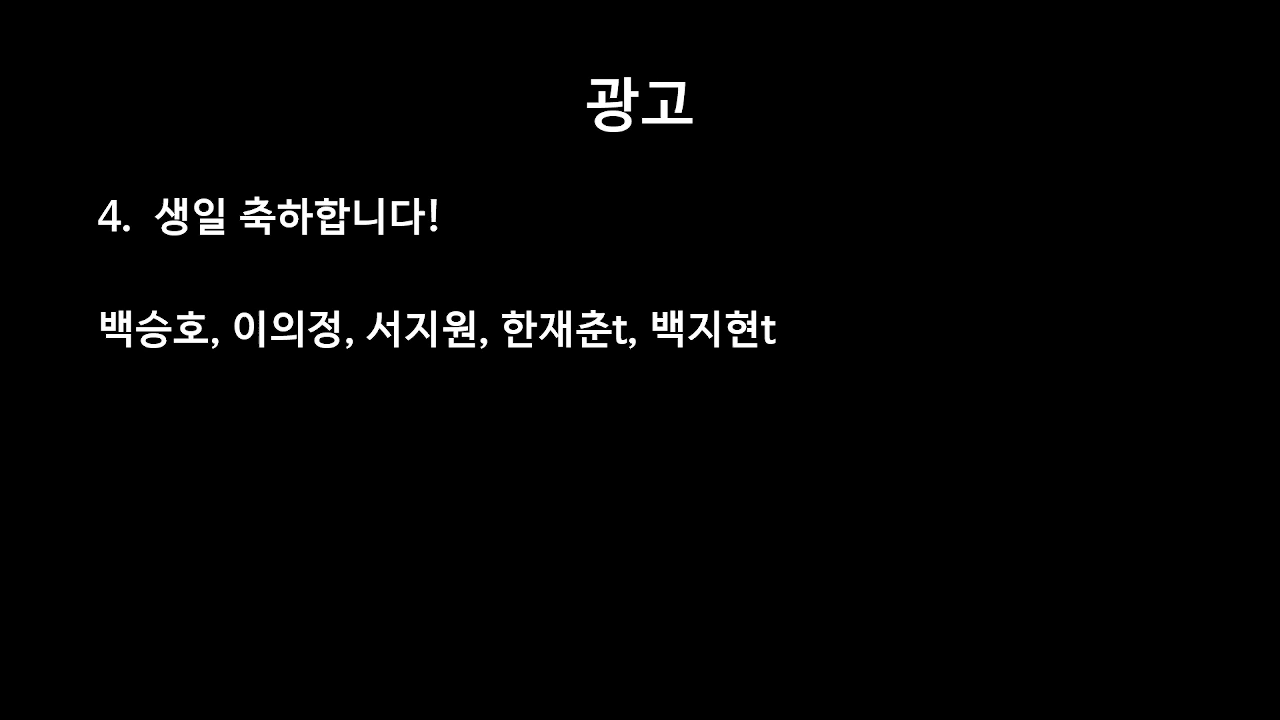 광고
4. 생일 축하합니다!
백승호, 이의정, 서지원, 한재춘t, 백지현t